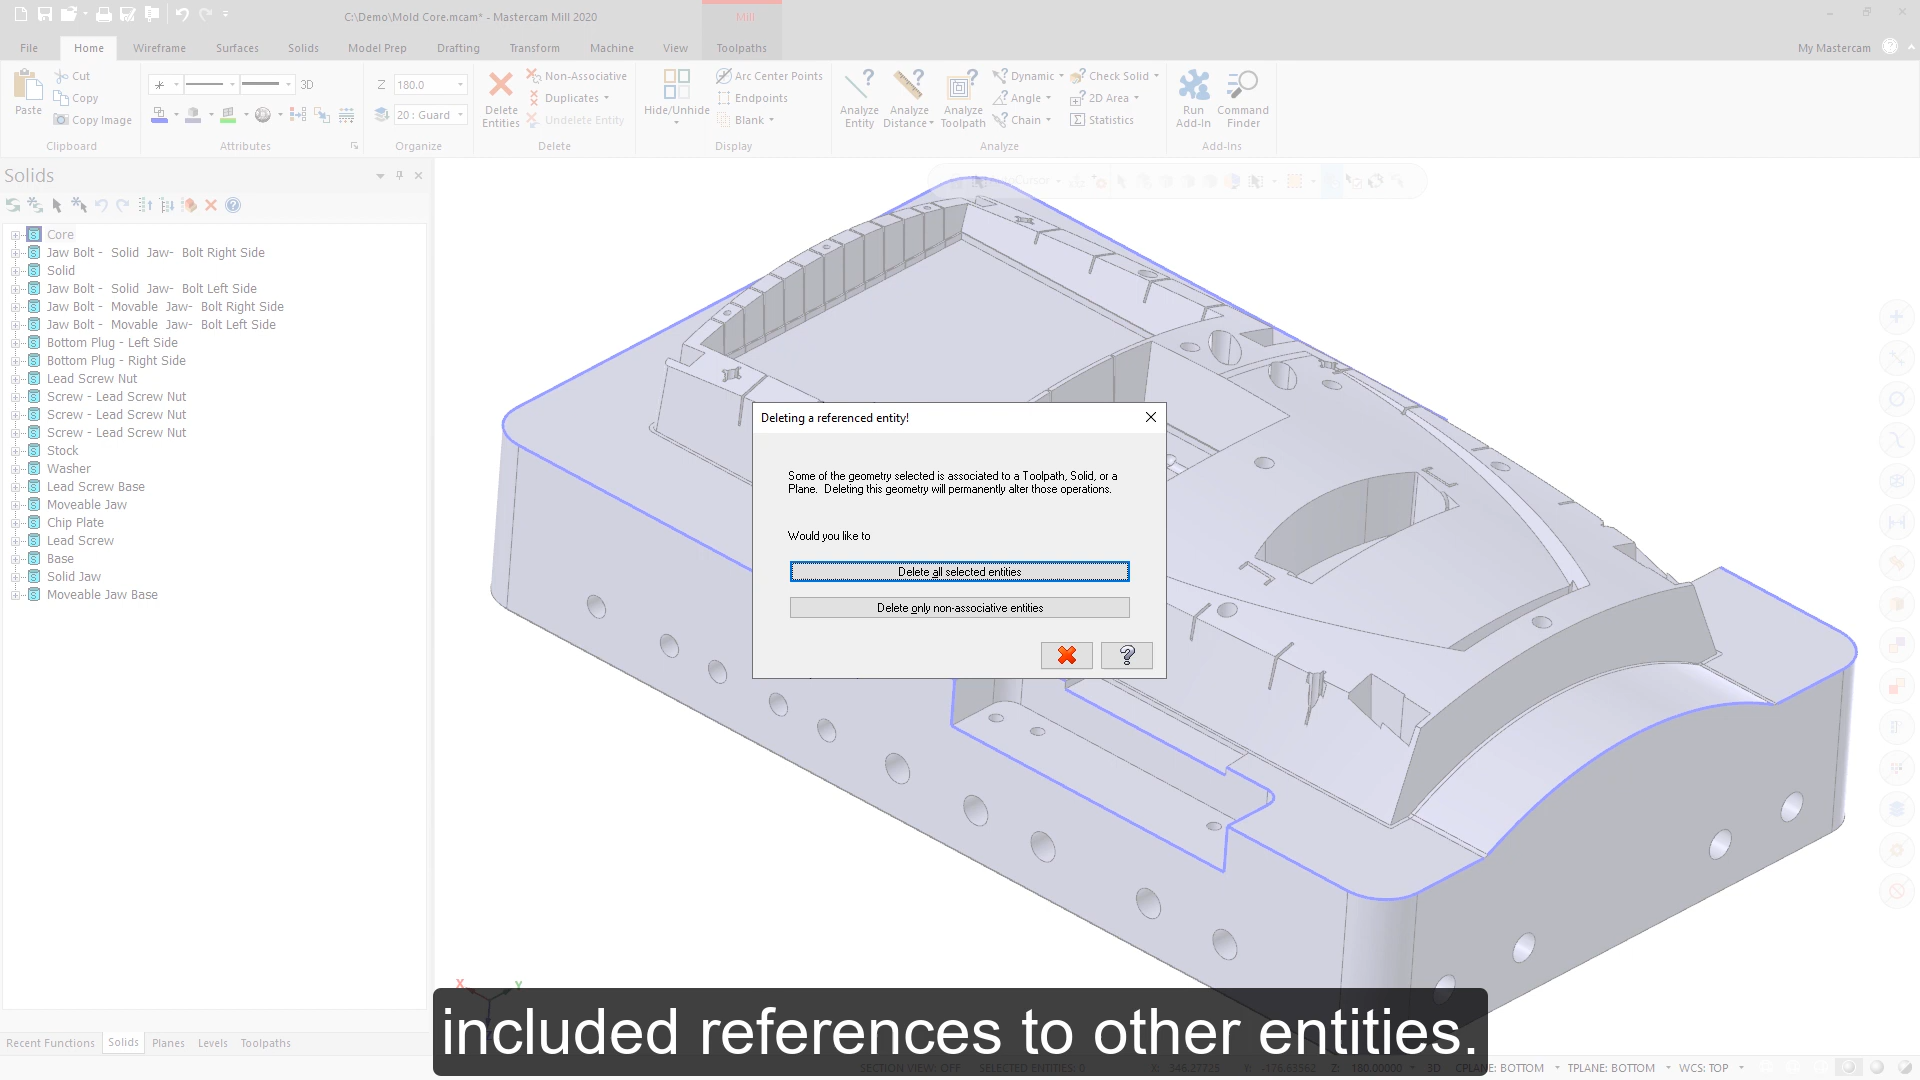 C:\Demo\Mold Core.mcam* - Mastercam Mill 2020
Mill
File
Home
Wireframe
Surfaces
Solids
Model Prep
Drafting
Transform
Machine
View
Toolpaths
My Mastercam
Paste
Cut
Copy
Copy Image
Clipboard
3D
Attributes
Z 180.0
20 : Guard
Organize
Delete Entities
Non-Associative
Duplicates
Undelete Entity
Delete
Hide/Unhide
Arc Center Points
Endpoints
Blank
Display
Analyze Entity
Analyze Distance
Analyze Toolpath
Dynamic
Angle
Chain
Check Solid
2D Area
Statistics
Analyze
Run Add-In
Command Finder
Add-Ins
Solids
Core
Jaw Bolt - Solid Jaw- Bolt Right Side
Solid
Jaw Bolt - Solid Jaw- Bolt Left Side
Jaw Bolt - Movable Jaw- Bolt Right Side
Jaw Bolt - Movable Jaw- Bolt Left Side
Bottom Plug - Left Side
Bottom Plug - Right Side
Lead Screw Nut
Screw - Lead Screw Nut
Screw - Lead Screw Nut
Screw - Lead Screw Nut
Stock
Washer
Lead Screw Base
Moveable Jaw
Chip Plate
Lead Screw
Base
Solid Jaw
Moveable Jaw Base
Deleting a referenced entity!
Some of the geometry selected is associated to a Toolpath, Solid, or a
Plane. Deleting this geometry will permanently alter those operations.
Would you like to
Delete all selected entities
Delete only non-associative entities
X
Y
included references to other entities.
Recent Functions
Solids
Planes
Levels
Toolpaths
SECTION VIEW: OFF
SELECTED ENTITIES: 0
3D
TPLANE: BOTTOM
WCS: TOP